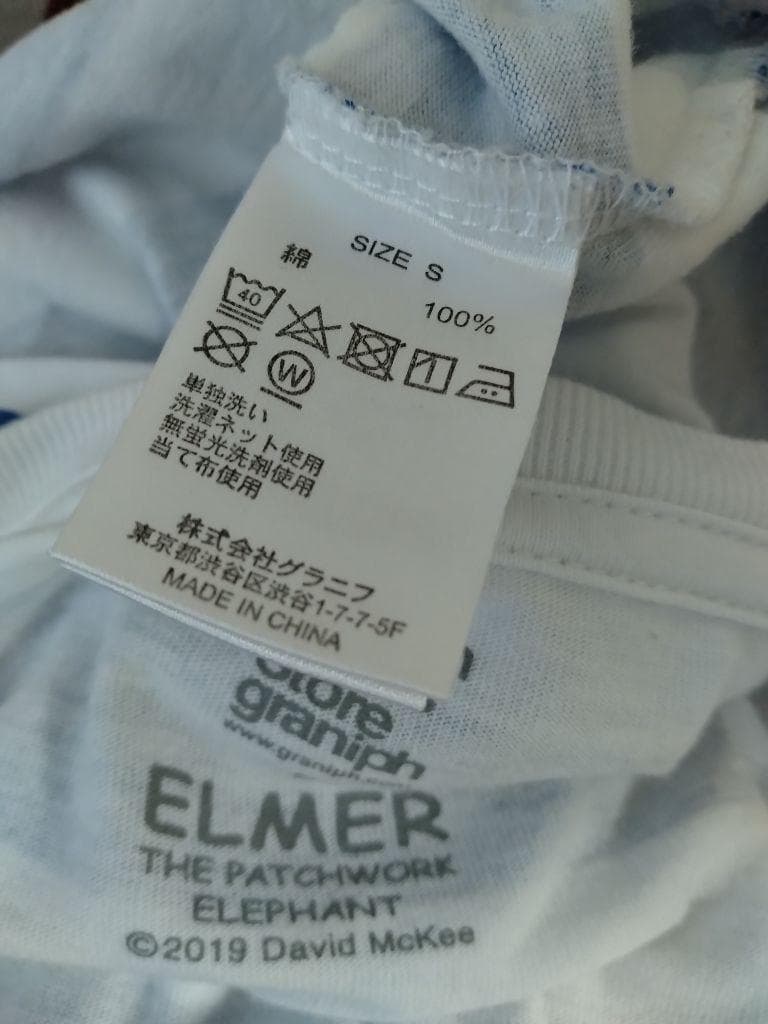 SIZE S
綿 100%
40
W
単独洗い
洗濯ネット使用
無蛍光洗剤使用
当て布使用
株式会社グラニフ
東京都渋谷区渋谷1-7-7-5F
MADE IN CHINA
store
graniph
www.graniph.
ELMER
THE PATCHWORK
ELEPHANT
©2019 David McKee